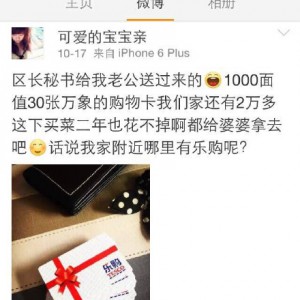 主页
微博
相册
可爱的宝宝亲
10-17 来自 iPhone 6 Plus
区长秘书给我老公送过来的1000面
值30张万象的购物卡我们家还有2万多
这下买菜二年也花不掉啊都给婆婆拿去
吧话说我家附近哪里有乐购呢?
乐购